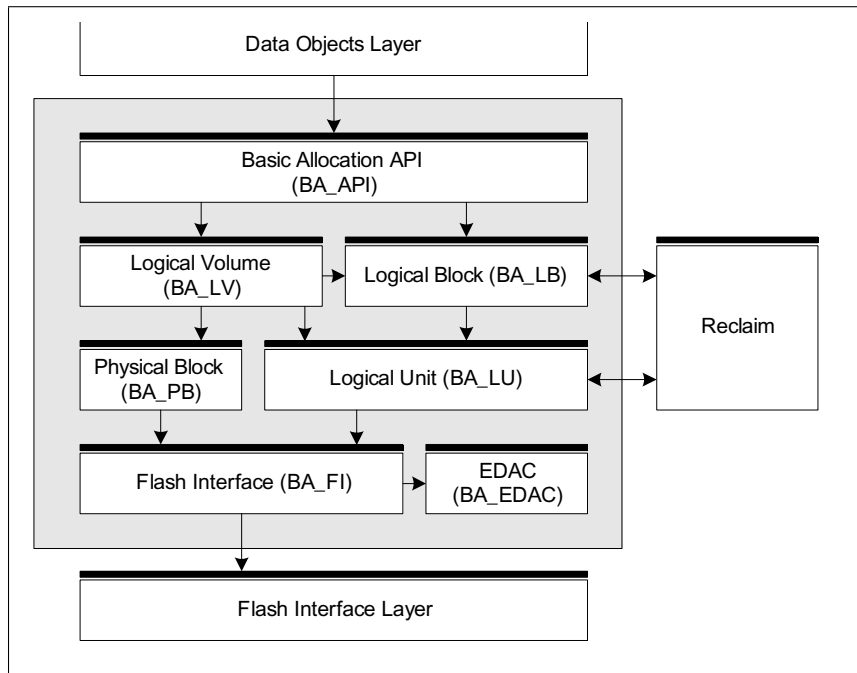 Data Objects Layer
Basic Allocation API
(BA_API)
Logical Volume
(BA_LV)
Logical Block (BA_LB)
Reclaim
Physical Block
(BA_PB)
Logical Unit (BA_LU)
Flash Interface (BA_FI)
EDAC
(BA_EDAC)
Flash Interface Layer